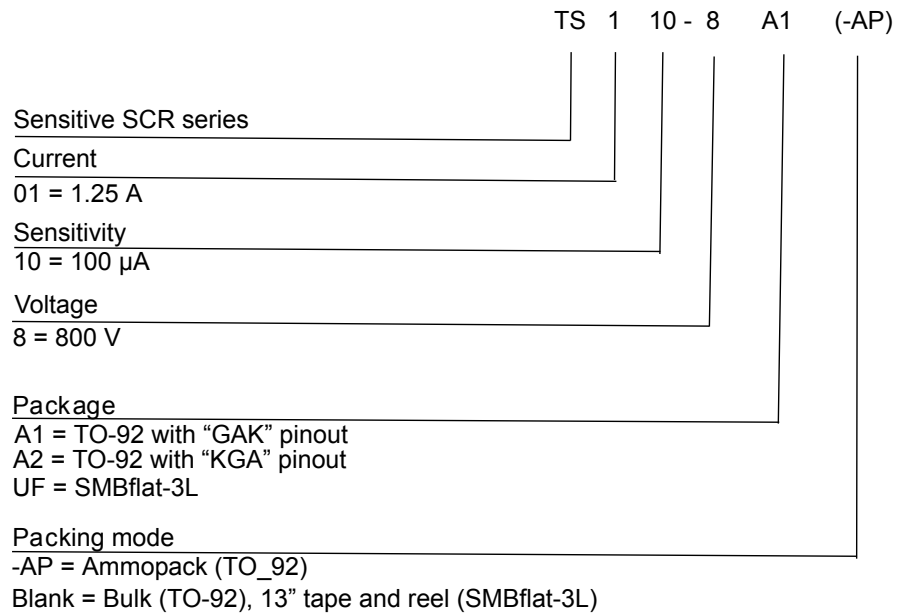 TS 1 10 - 8 A1 (-AP)
Sensitive SCR series
Current
01 = 1.25 A
Sensitivity
10 = 100 µA
Voltage
8 = 800 V
Package
A1 = TO-92 with “GAK” pinout
A2 = TO-92 with “KGA” pinout
UF = SMBflat-3L
Packing mode
-AP = Ammopack (TO_92)
Blank = Bulk (TO-92), 13” tape and reel (SMBflat-3L)